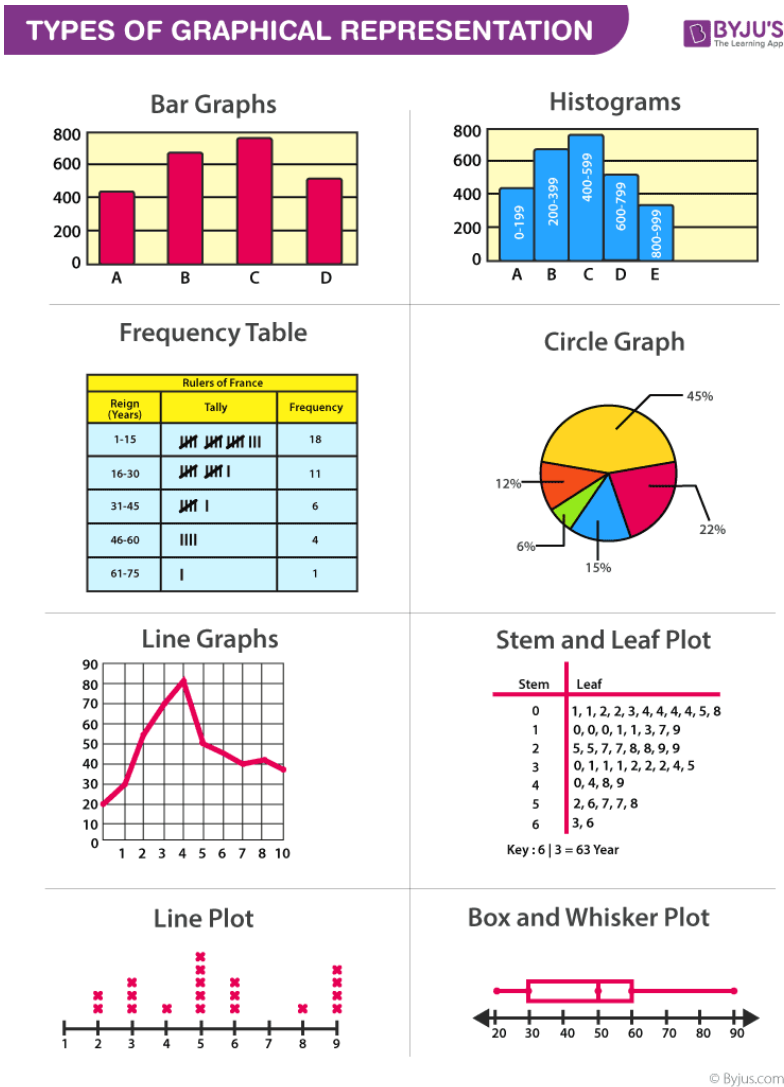 TYPES OF GRAPHICAL REPRESENTATION
BYJU'S
The Learning App
Bar Graphs
800
600
400
200
0
A B C D
Histograms
800
600
400
200
0
0-199
200-399
400-599
600-799
800-999
A B C D E
Frequency Table
Rulers of France
Reign (Years) Tally Frequency
1-15 18
16-30 11
31-45 6
46-60 4
61-75 1
Circle Graph
45%
12%
22%
6%
15%
Line Graphs
90
80
70
60
50
40
30
20
10
0
1 2 3 4 5 6 7 8 10
Stem and Leaf Plot
Stem Leaf
0 1, 1, 2, 2, 3, 4, 4, 4, 4, 5, 8
1 0, 0, 0, 1, 1, 3, 7, 9
2 5, 5, 7, 7, 8, 8, 9, 9
3 0, 1, 1, 1, 2, 2, 2, 4, 5
4 0, 4, 8, 9
5 2, 6, 7, 7, 8
6 3, 6
Key : 6 | 3 = 63 Year
Line Plot
1 2 3 4 5 6 7 8 9
Box and Whisker Plot
20 30 40 50 60 70 80 90
© Byjus.com